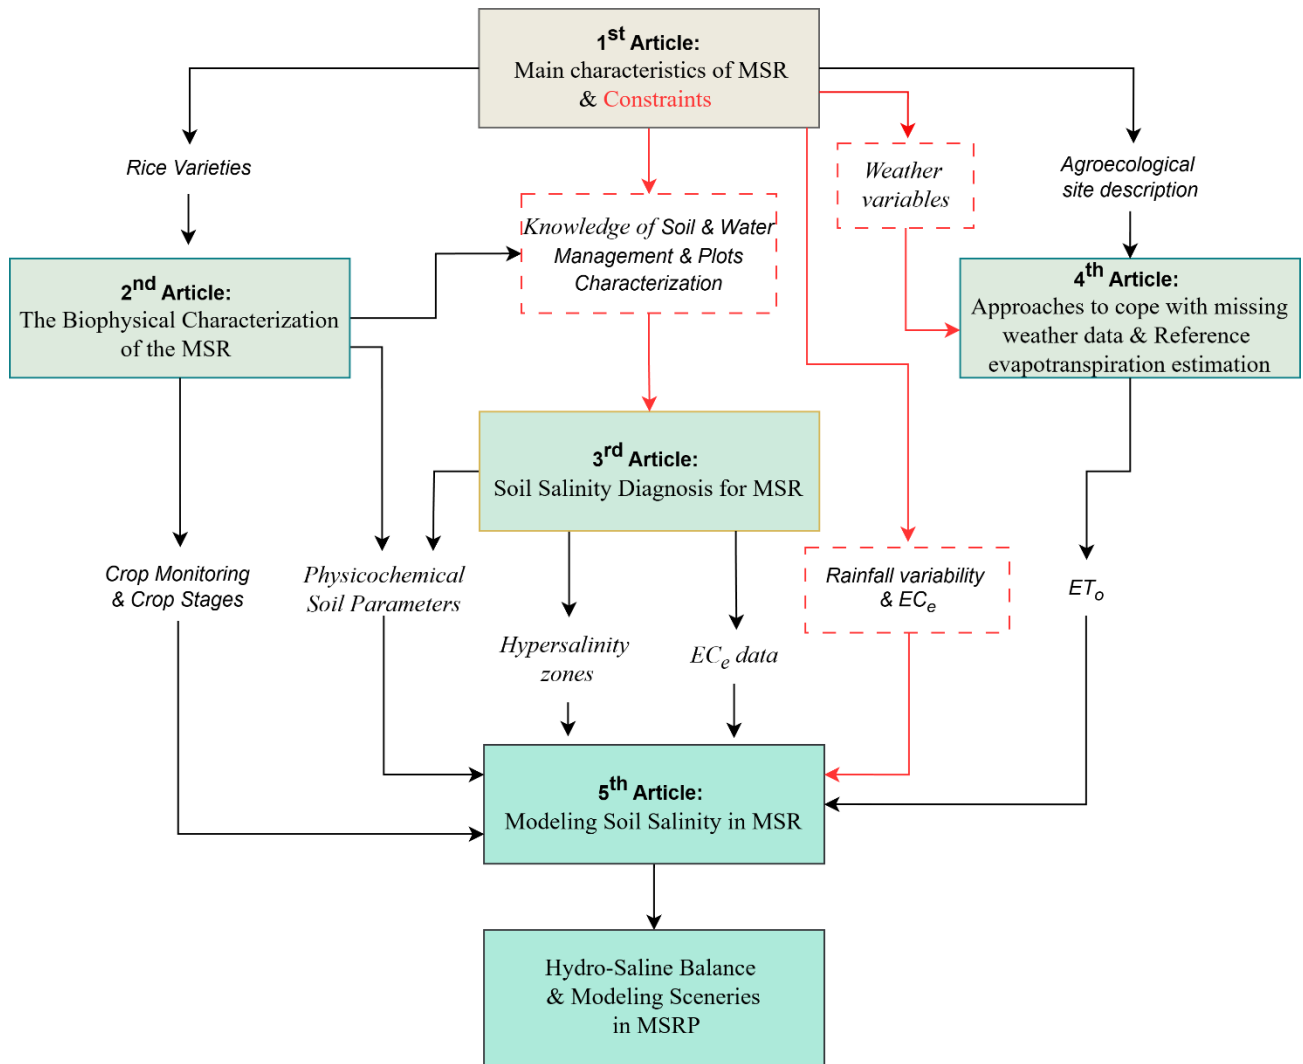 1st Article:
Main characteristics of MSR
& Constraints
Rice Varieties
Weather
variables
Agroecological
site description
Knowledge of Soil & Water
Management & Plots
Characterization
2nd Article:
The Biophysical Characterization
of the MSR
4th Article:
Approaches to cope with missing
weather data & Reference
evapotranspiration estimation
3rd Article:
Soil Salinity Diagnosis for MSR
Crop Monitoring
& Crop Stages
Physicochemical
Soil Parameters
Hypersalinity
zones
ECe data
Rainfall variability
& ECe
ETo
5th Article:
Modeling Soil Salinity in MSR
Hydro-Saline Balance
& Modeling Sceneries
in MSRP